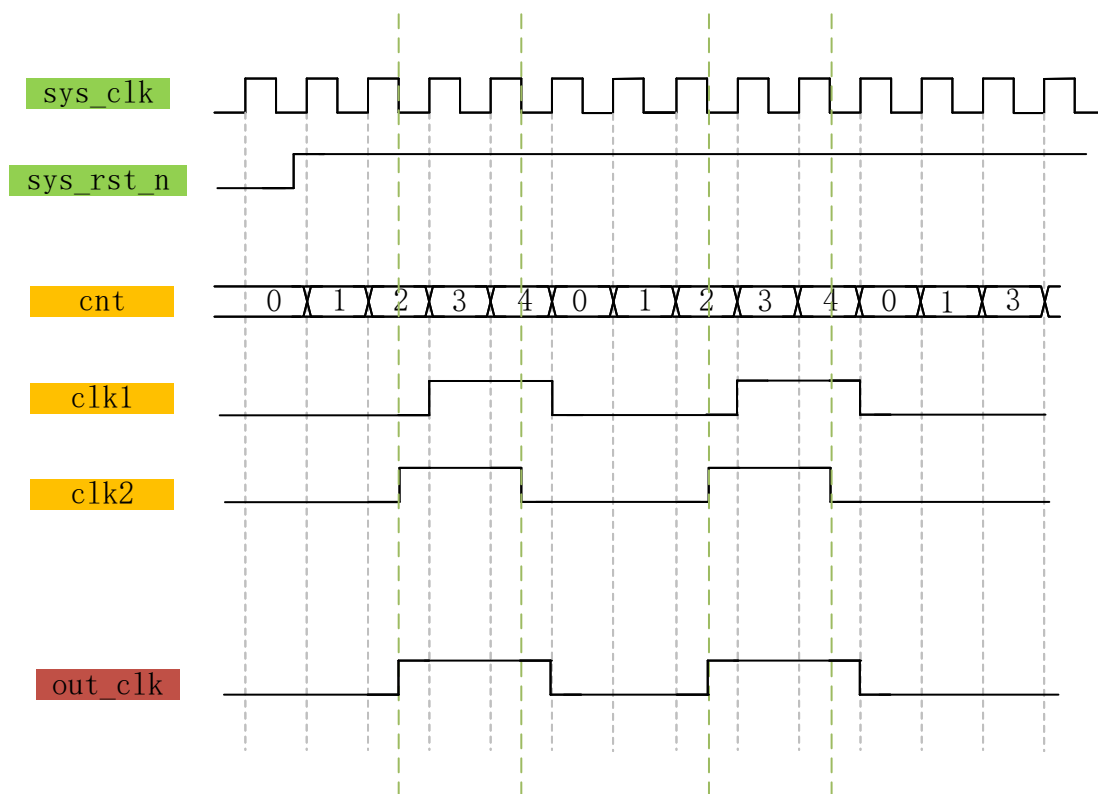 sys_clk
sys_rst_n
cnt 0 1 2 3 4 0 1 2 3 4 0 1 3
clk1
clk2
out_clk